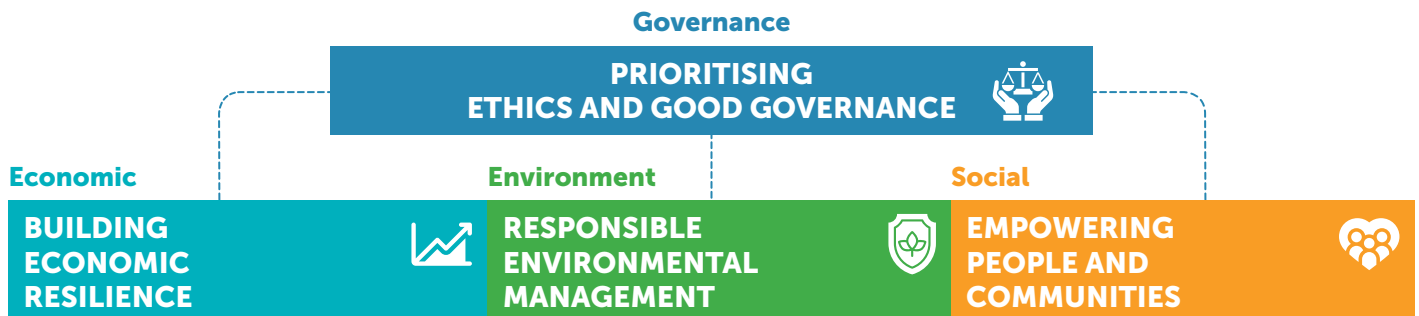 Governance
PRIORITISING
ETHICS AND GOOD GOVERNANCE
Economic
BUILDING
ECONOMIC
RESILIENCE
Environment
RESPONSIBLE
ENVIRONMENTAL
MANAGEMENT
Social
EMPOWERING
PEOPLE AND
COMMUNITIES